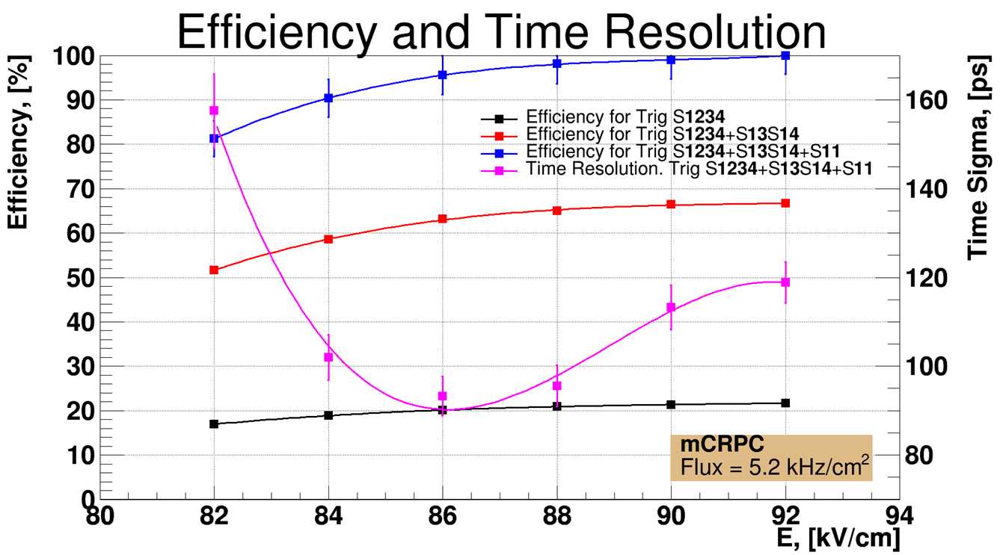 Efficiency and Time Resolution
Efficiency, [%]
Time Sigma, [ps]
100
90
80
70
60
50
40
30
20
10
0
160
140
120
100
80
Efficiency for Trig S1234
Efficiency for Trig S1234+S13S14
Efficiency for Trig S1234+S13S14+S11
Time Resolution. Trig S1234+S13S14+S11
mCRPC
Flux = 5.2 kHz/cm²
80 82 84 86 88 90 92 94
E, [kV/cm]